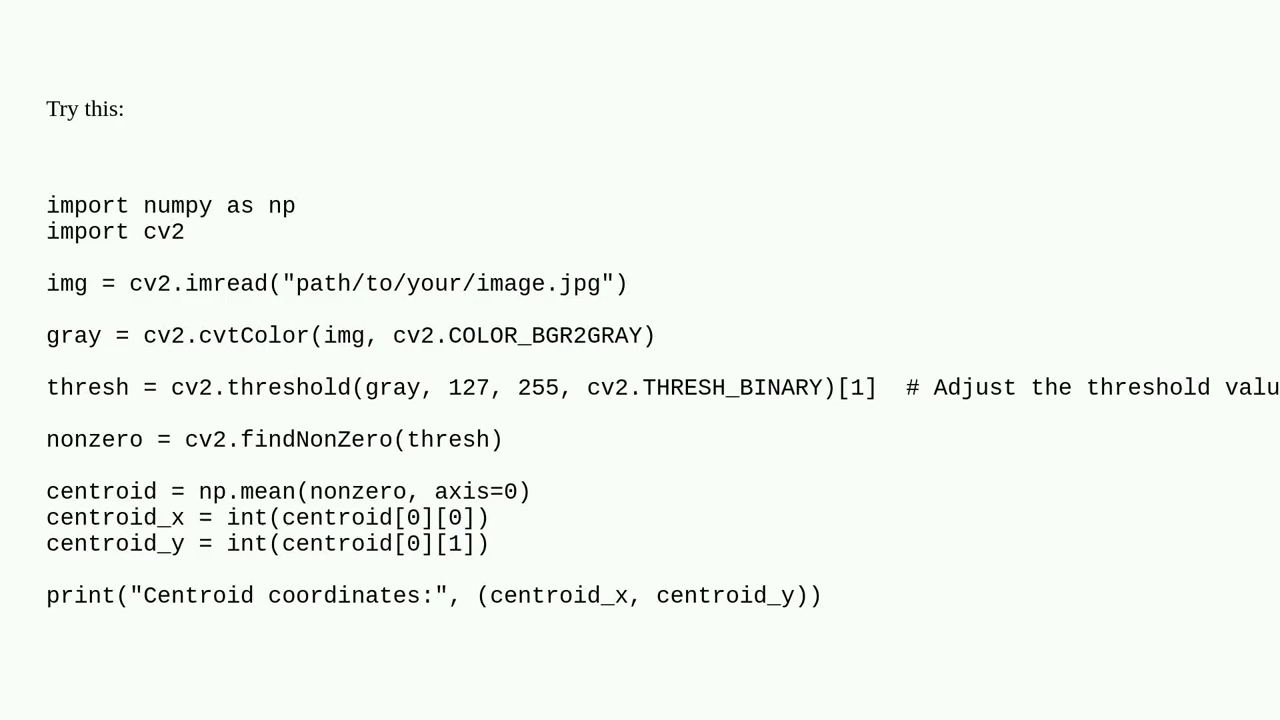 Try this:
import numpy as np
import cv2
img = cv2.imread("path/to/your/image.jpg")
gray = cv2.cvtColor(img, cv2.COLOR_BGR2GRAY)
thresh = cv2.threshold(gray, 127, 255, cv2.THRESH_BINARY)[1]  # Adjust the threshold valu
nonzero = cv2.findNonZero(thresh)
centroid = np.mean(nonzero, axis=0)
centroid_x = int(centroid[0][0])
centroid_y = int(centroid[0][1])
print("Centroid coordinates:", (centroid_x, centroid_y))